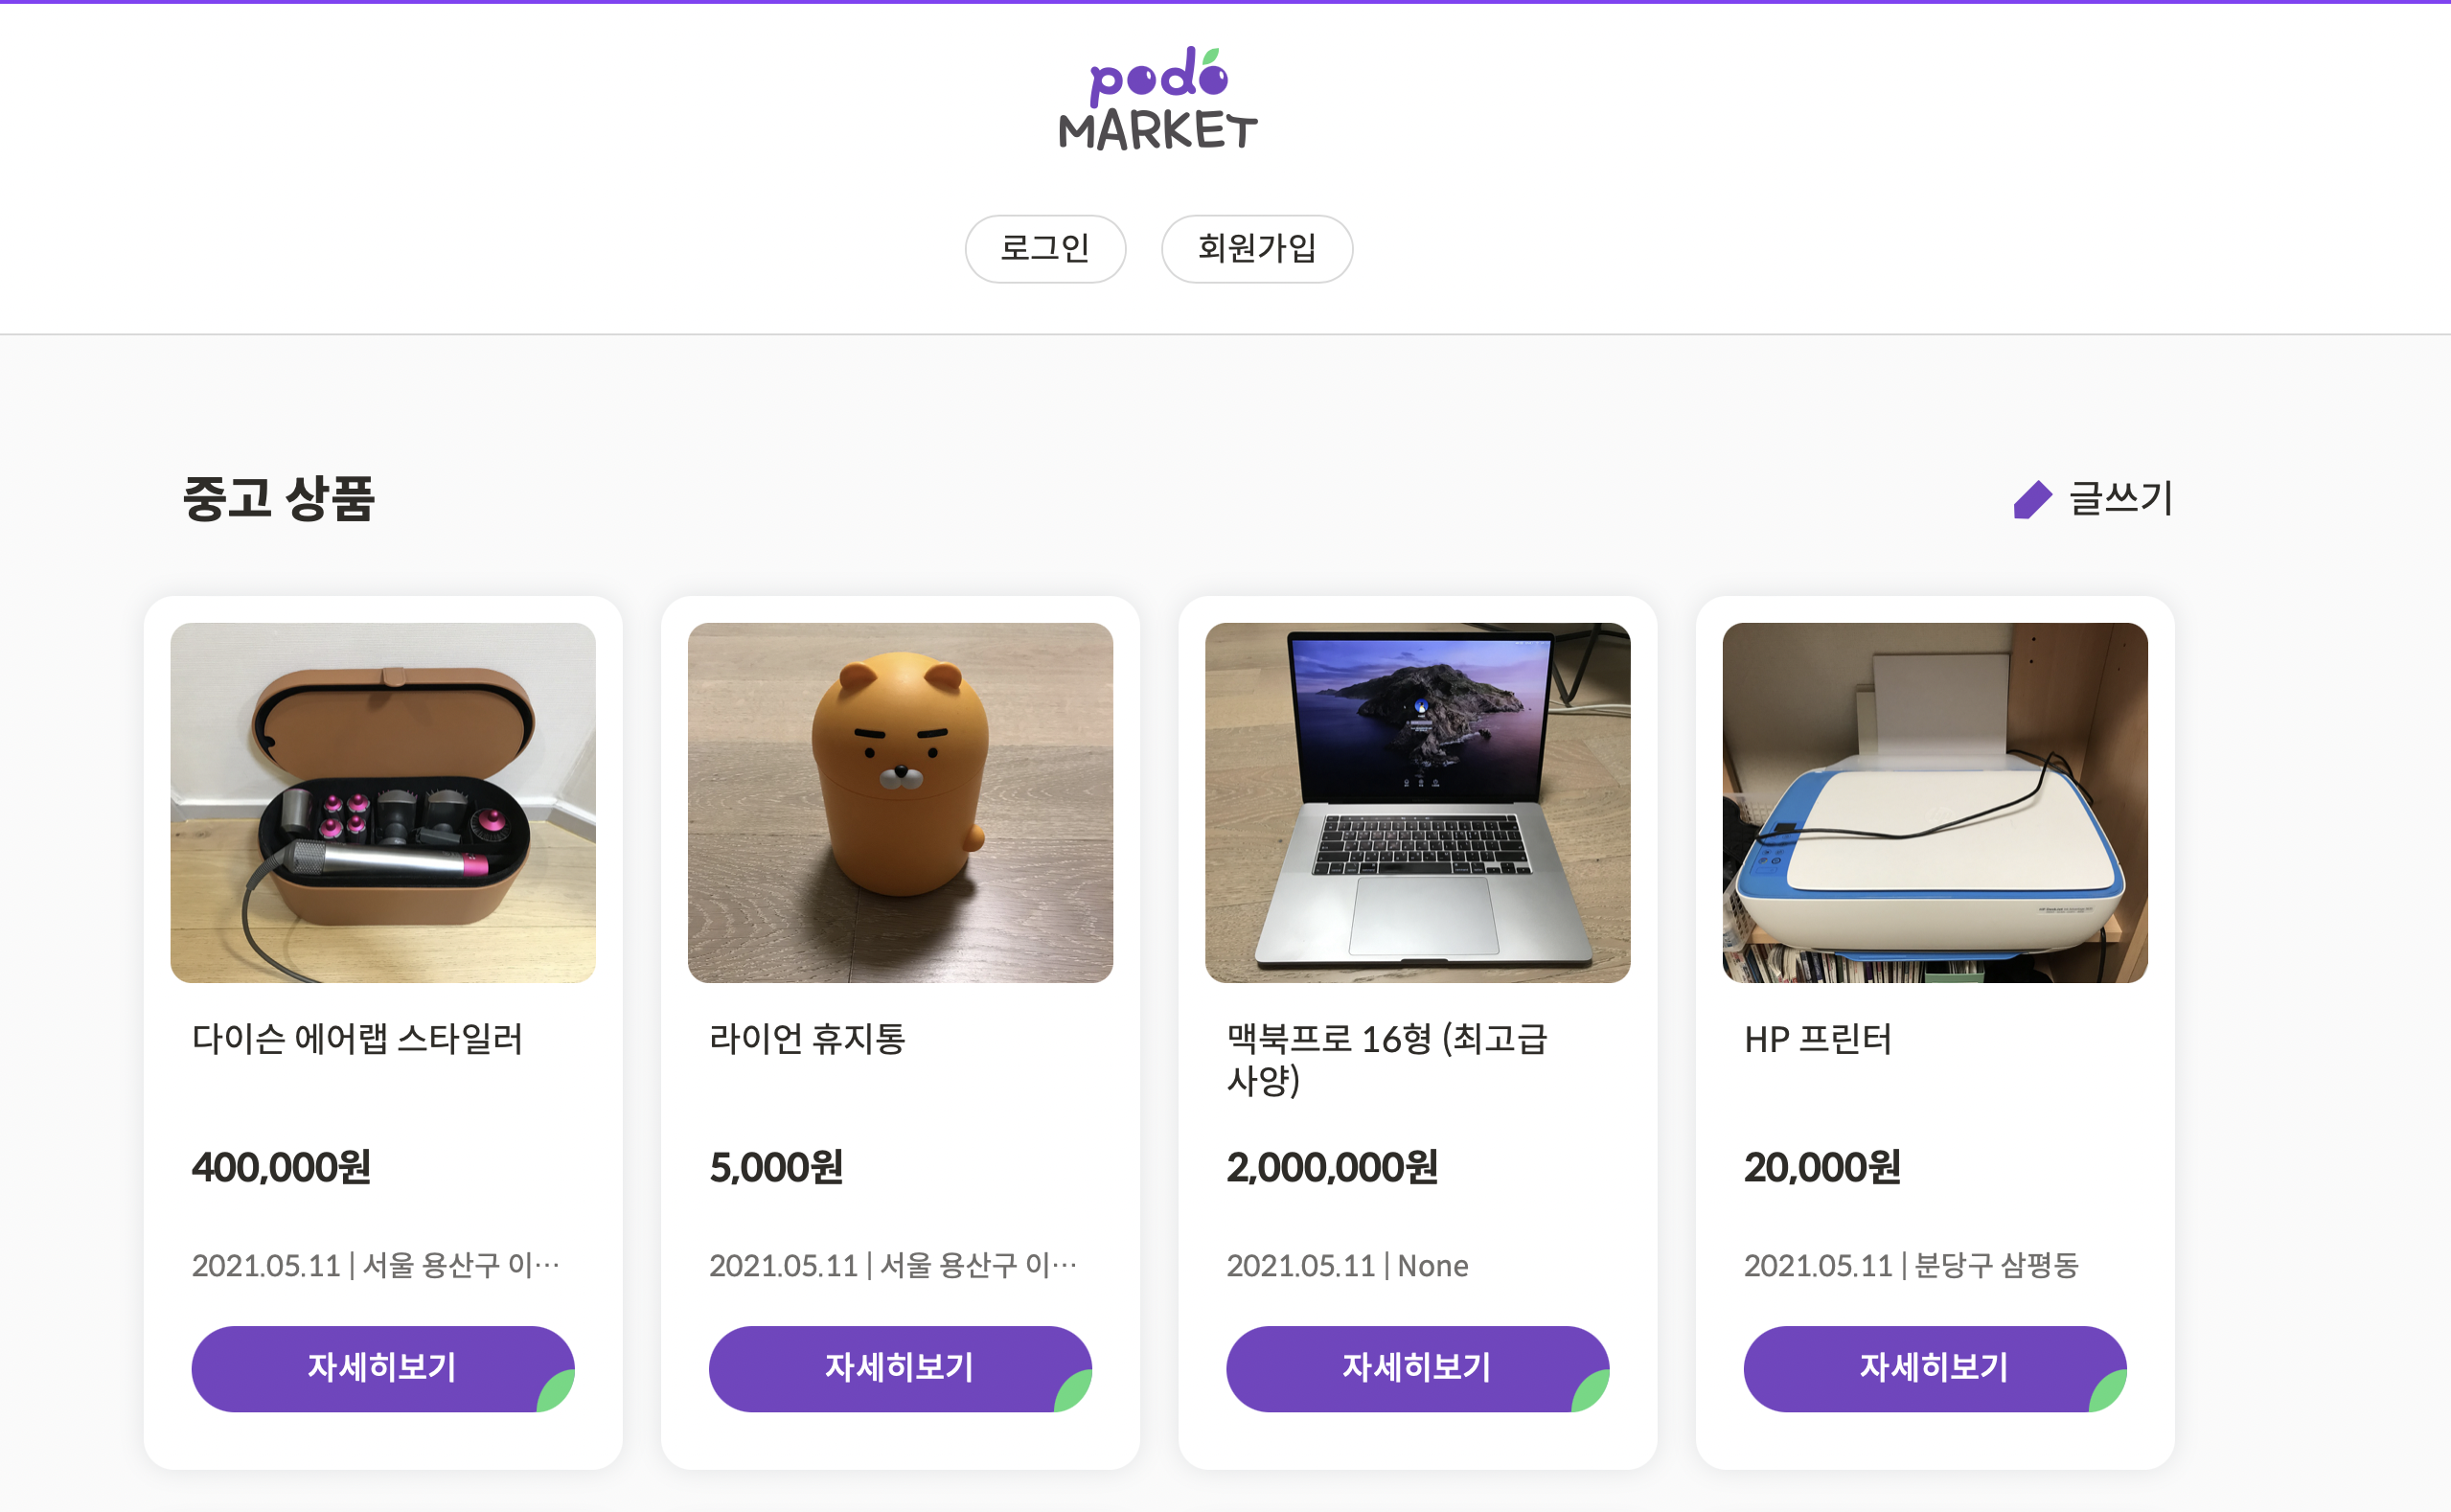 podo
MARKET
로그인 회원가입
중고 상품
글쓰기
다이슨 에어랩 스타일러
400,000원
2021.05.11 | 서울 용산구 이…
자세히보기
라이언 휴지통
5,000원
2021.05.11 | 서울 용산구 이…
자세히보기
맥북프로 16형 (최고급
사양)
2,000,000원
2021.05.11 | None
자세히보기
HP 프린터
20,000원
2021.05.11 | 분당구 삼평동
자세히보기